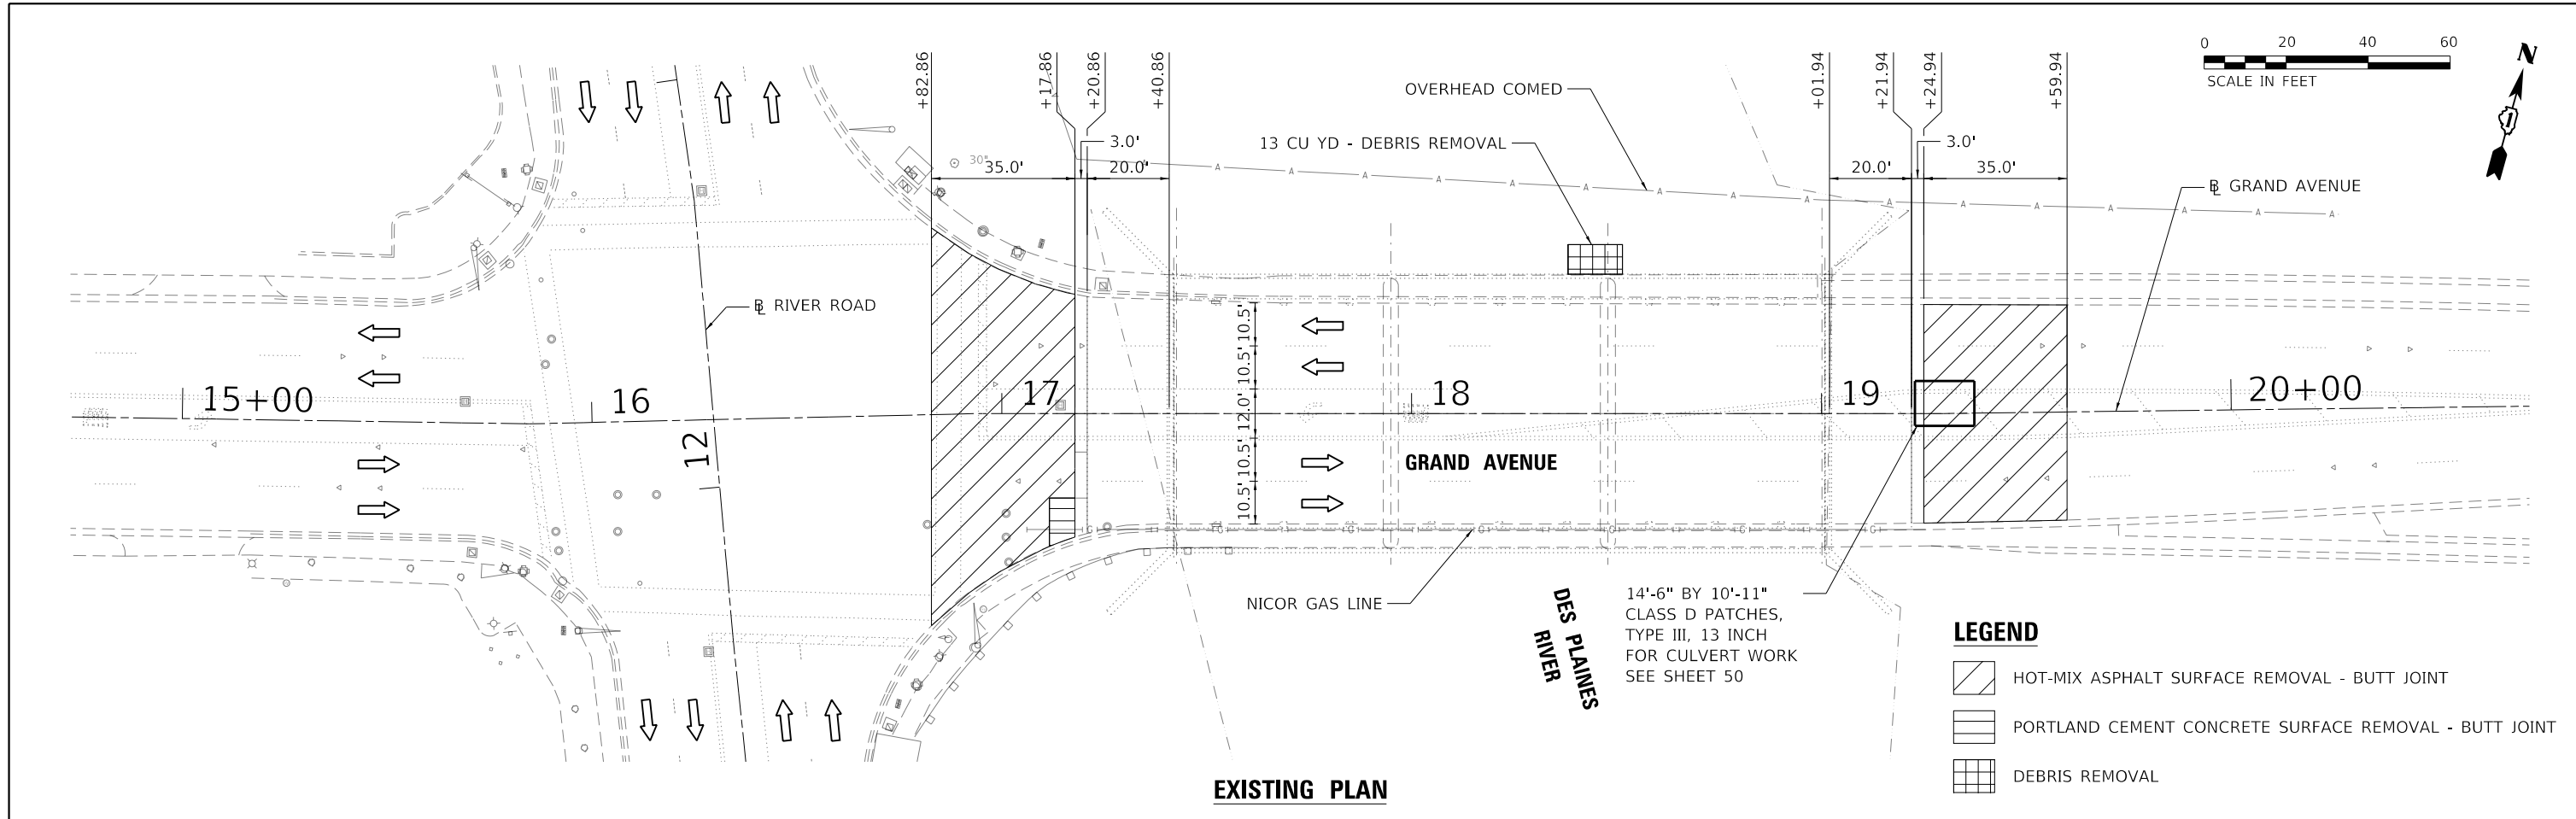 +82.86
+17.86
+20.86
+40.86
+01.94
+21.94
+24.94
+59.94
0 20 40 60
SCALE IN FEET
N
OVERHEAD COMED
13 CU YD - DEBRIS REMOVAL
3.0'
35.0'
20.0'
20.0'
3.0'
35.0'
30"
A A A A A A A A A A A A A A A A A
℄ GRAND AVENUE
℄ RIVER ROAD
10.5'
10.5'
12.0'
10.5'
10.5'
15+00
16
17
18
19
20+00
12
GRAND AVENUE
G G G G G G G
NICOR GAS LINE
DES PLAINES
RIVER
14'-6" BY 10'-11"
CLASS D PATCHES,
TYPE III, 13 INCH
FOR CULVERT WORK
SEE SHEET 50
LEGEND
HOT-MIX ASPHALT SURFACE REMOVAL - BUTT JOINT
PORTLAND CEMENT CONCRETE SURFACE REMOVAL - BUTT JOINT
DEBRIS REMOVAL
EXISTING PLAN